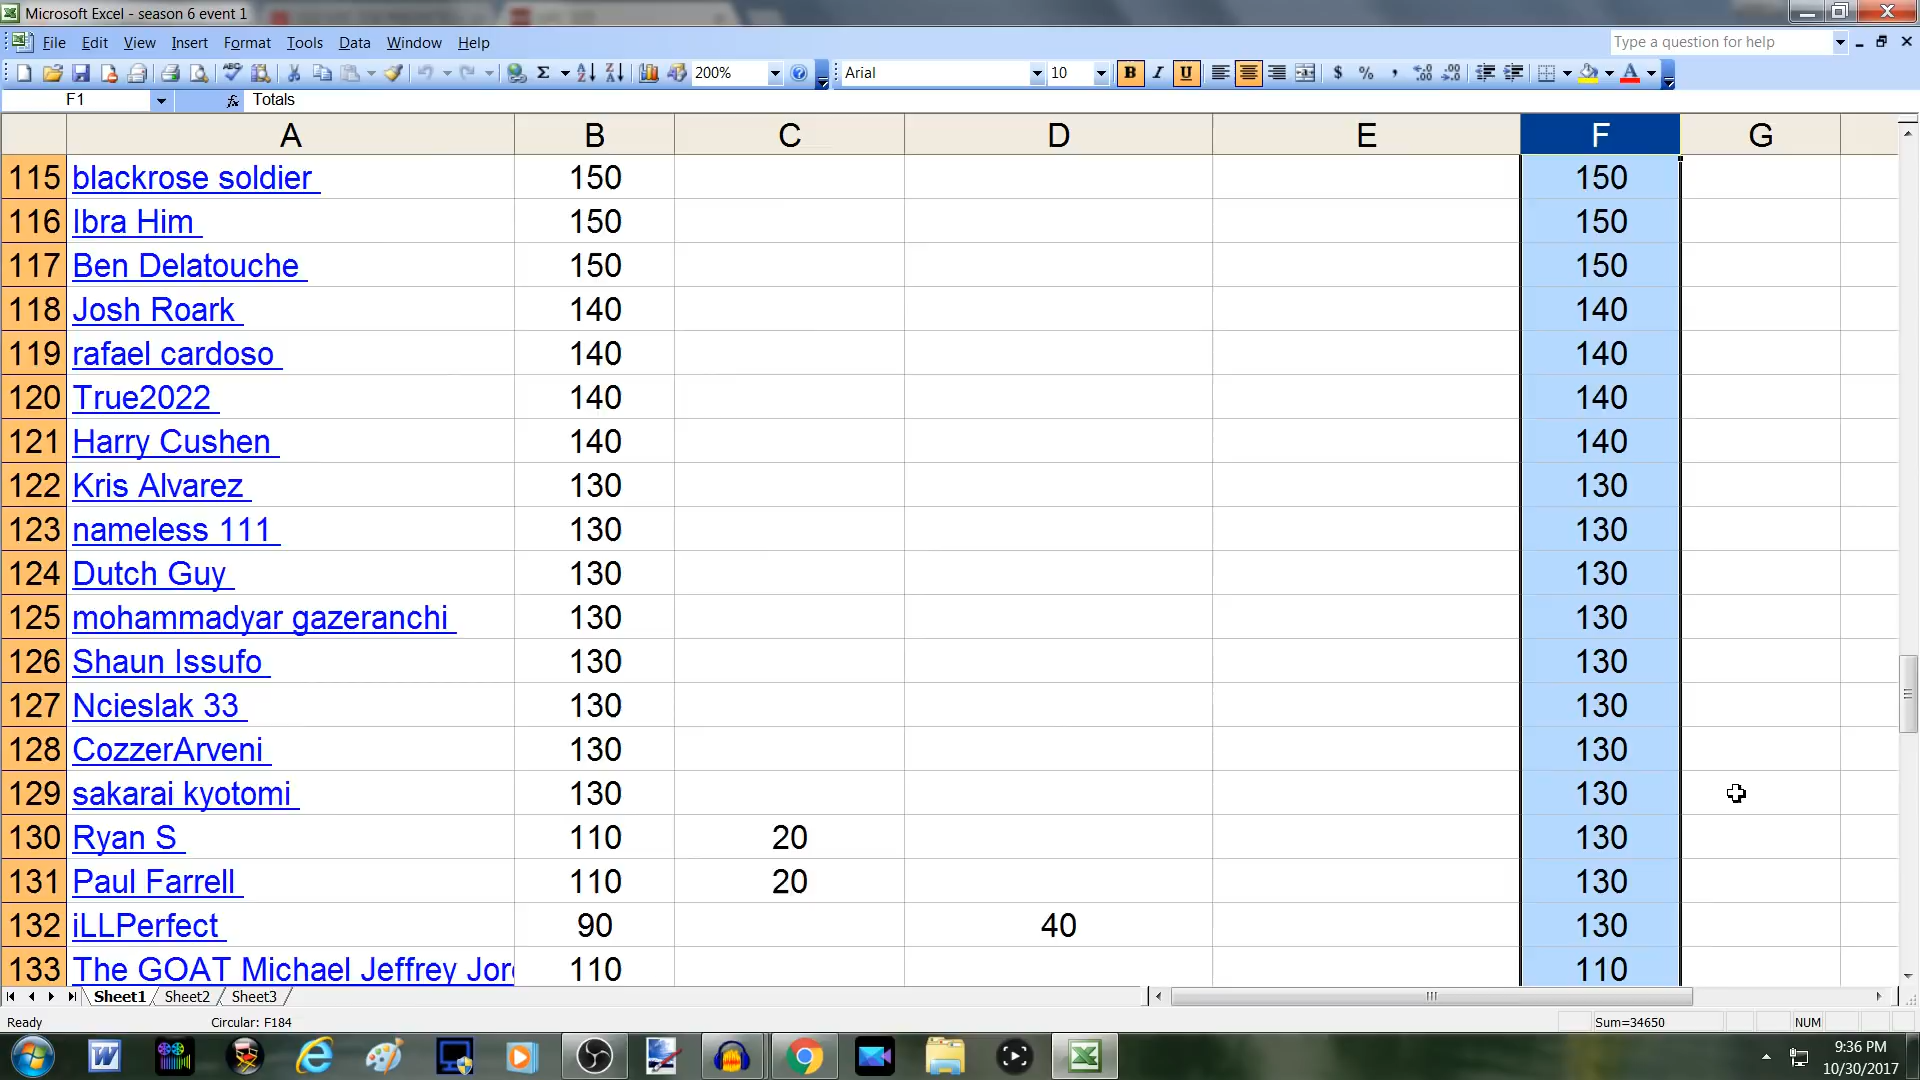 Microsoft Excel - season 6 event 1
File Edit View Insert Format Tools Data Window Help Type a question for help
200% Arial 10 B I U $ % ,
F1 fx Totals
A B C D E F G
115 blackrose soldier 150 150
116 Ibra Him 150 150
117 Ben Delatouche 150 150
118 Josh Roark 140 140
119 rafael cardoso 140 140
120 True2022 140 140
121 Harry Cushen 140 140
122 Kris Alvarez 130 130
123 nameless 111 130 130
124 Dutch Guy 130 130
125 mohammadyar gazeranchi 130 130
126 Shaun Issufo 130 130
127 Ncieslak 33 130 130
128 CozzerArveni 130 130
129 sakarai kyotomi 130 130
130 Ryan S 110 20 130
131 Paul Farrell 110 20 130
132 iLLPerfect 90 40 130
133 The GOAT Michael Jeffrey Jor 110 110
Sheet1 Sheet2 Sheet3
Ready Circular: F184 Sum=34650 NUM
9:36 PM
10/30/2017